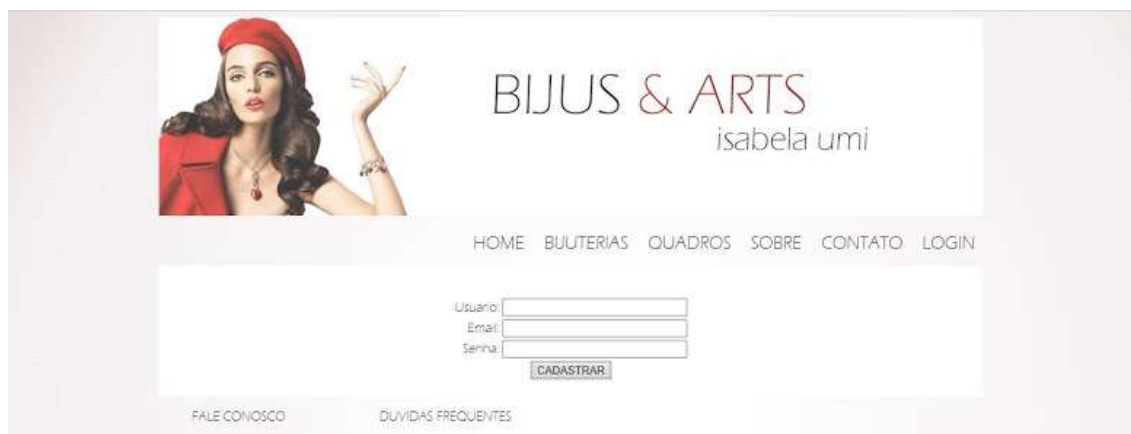 BIJUS & ARTS
isabela umi
HOME BIJUTERIAS QUADROS SOBRE CONTATO LOGIN
Usuario:
Email:
Senha:
CADASTRAR
FALE CONOSCO DUVIDAS FREQUENTES